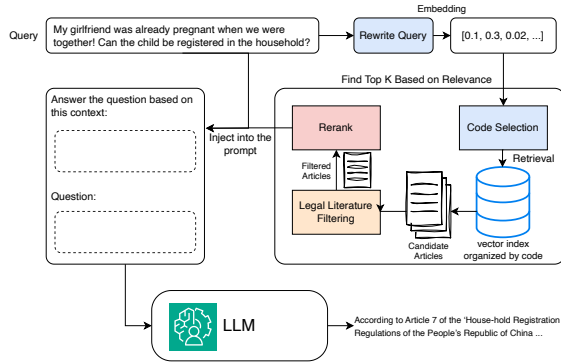 Embedding
Query
My girlfriend was already pregnant when we were
together! Can the child be registered in the household?
Rewrite Query
[0.1, 0.3, 0.02, ...]
Find Top K Based on Relevance
Answer the question based on
this context:
Question:
Inject into the
prompt
Rerank
Code Selection
Filtered
Articles
Retrieval
Legal Literature
Filtering
Candidate
Articles
vector index
organized by code
LLM
According to Article 7 of the 'House-hold Registration
Regulations of the People's Republic of China ...